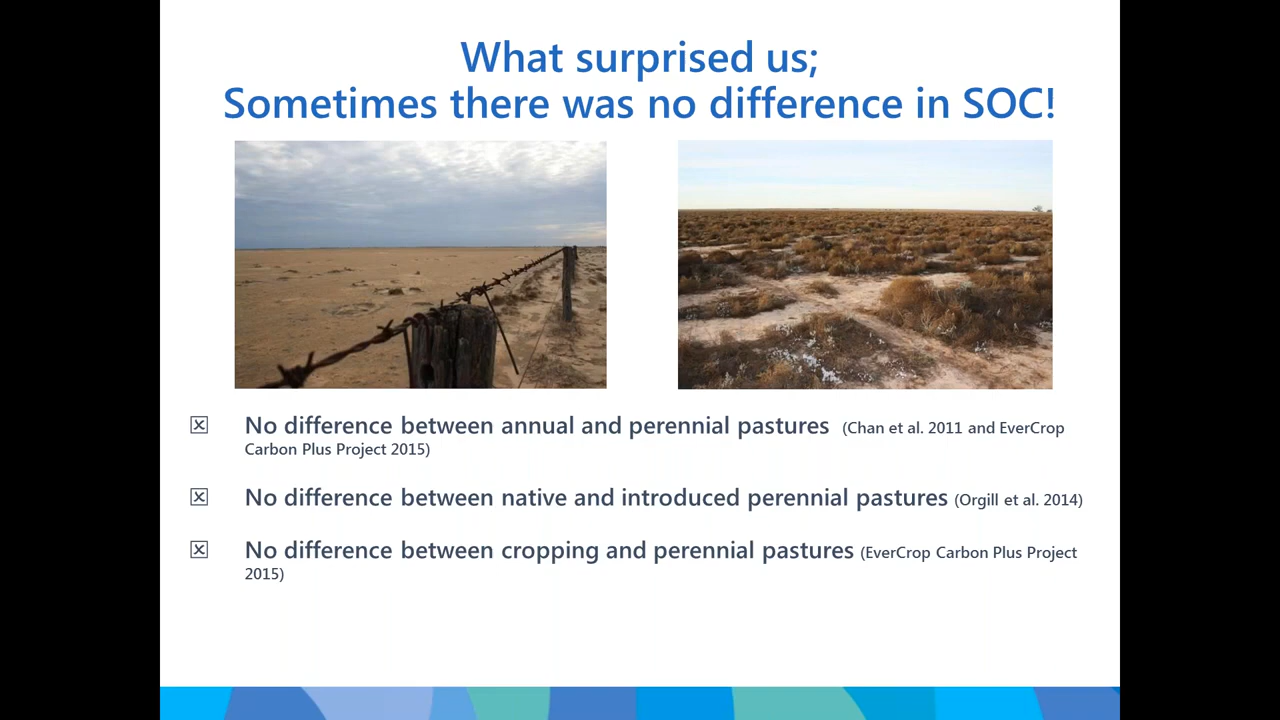 What surprised us;
Sometimes there was no difference in SOC!
No difference between annual and perennial pastures (Chan et al. 2011 and EverCrop
Carbon Plus Project 2015)
No difference between native and introduced perennial pastures (Orgill et al. 2014)
No difference between cropping and perennial pastures (EverCrop Carbon Plus Project
2015)